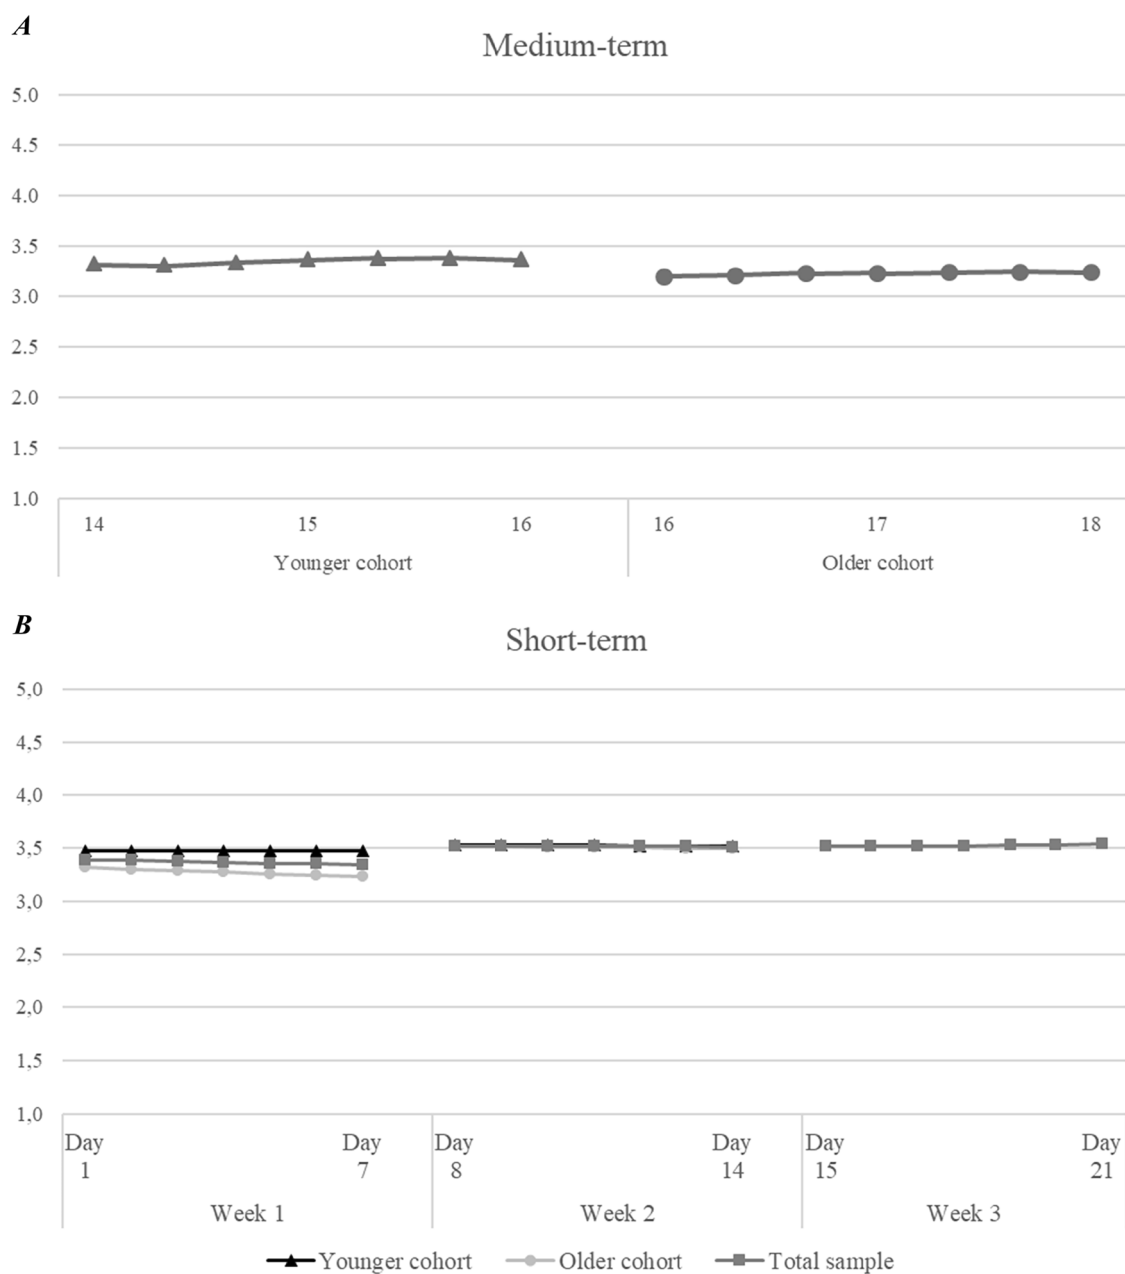 A
Medium-term
5.0
4.5
4.0
3.5
3.0
2.5
2.0
1.5
1.0
14 15 16 16 17 18
Younger cohort Older cohort
B
Short-term
5,0
4,5
4,0
3,5
3,0
2,5
2,0
1,5
1,0
Day Day Day Day Day Day
1 7 8 14 15 21
Week 1 Week 2 Week 3
Younger cohort Older cohort Total sample